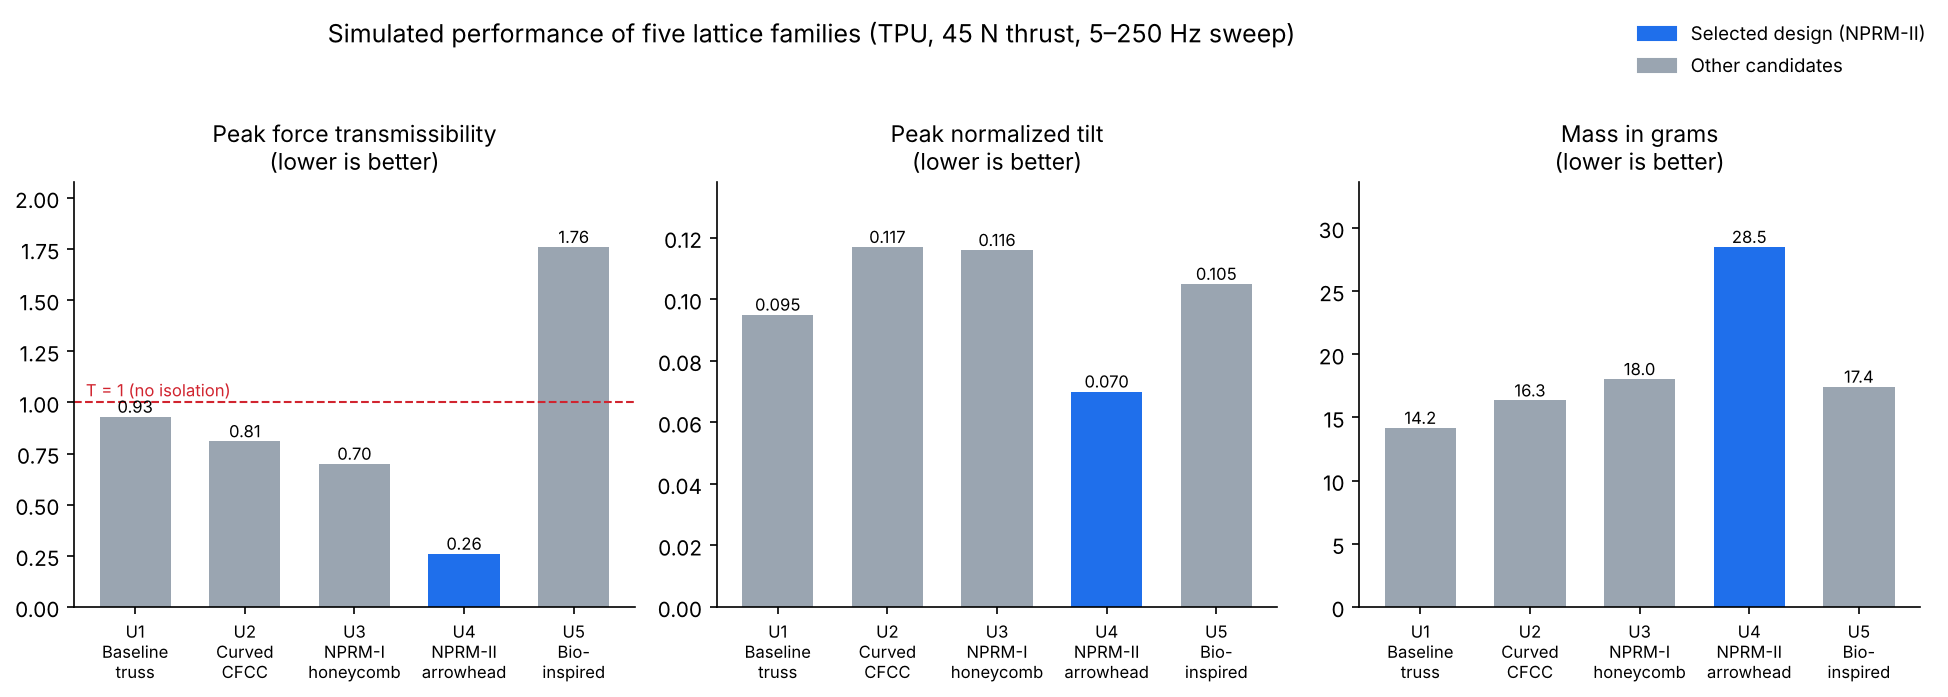 Simulated performance of five lattice families (TPU, 45 N thrust, 5–250 Hz sweep)
Selected design (NPRM-II)
Other candidates
Peak force transmissibility
(lower is better)
2.00
1.75
1.50
1.25
1.00
0.75
0.50
0.25
0.00
T = 1 (no isolation)
0.93
0.81
0.70
0.26
1.76
U1
Baseline
truss
U2
Curved
CFCC
U3
NPRM-I
honeycomb
U4
NPRM-II
arrowhead
U5
Bio-
inspired
Peak normalized tilt
(lower is better)
0.12
0.10
0.08
0.06
0.04
0.02
0.00
0.095
0.117
0.116
0.070
0.105
U1
Baseline
truss
U2
Curved
CFCC
U3
NPRM-I
honeycomb
U4
NPRM-II
arrowhead
U5
Bio-
inspired
Mass in grams
(lower is better)
30
25
20
15
10
5
0
14.2
16.3
18.0
28.5
17.4
U1
Baseline
truss
U2
Curved
CFCC
U3
NPRM-I
honeycomb
U4
NPRM-II
arrowhead
U5
Bio-
inspired